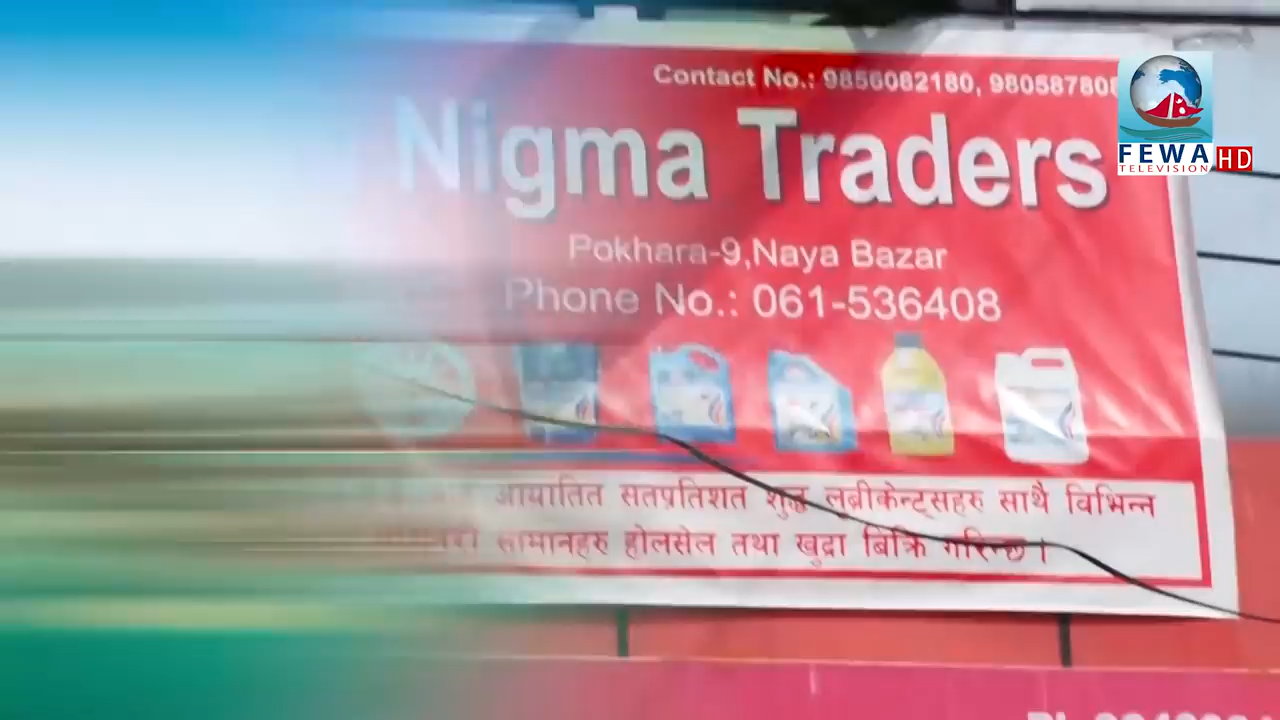 Contact No.: 9856082180, 980587808
Nigma Traders
Pokhara-9,Naya Bazar
Phone No.: 061-536408
आयातित सतप्रतिशत शुद्ध लब्रीकेन्ट्सहरु साथै विभिन्न
सामानहरु होलसेल तथा खुद्रा बिक्रि गरिन्छ ।
FEWA
TELEVISION HD